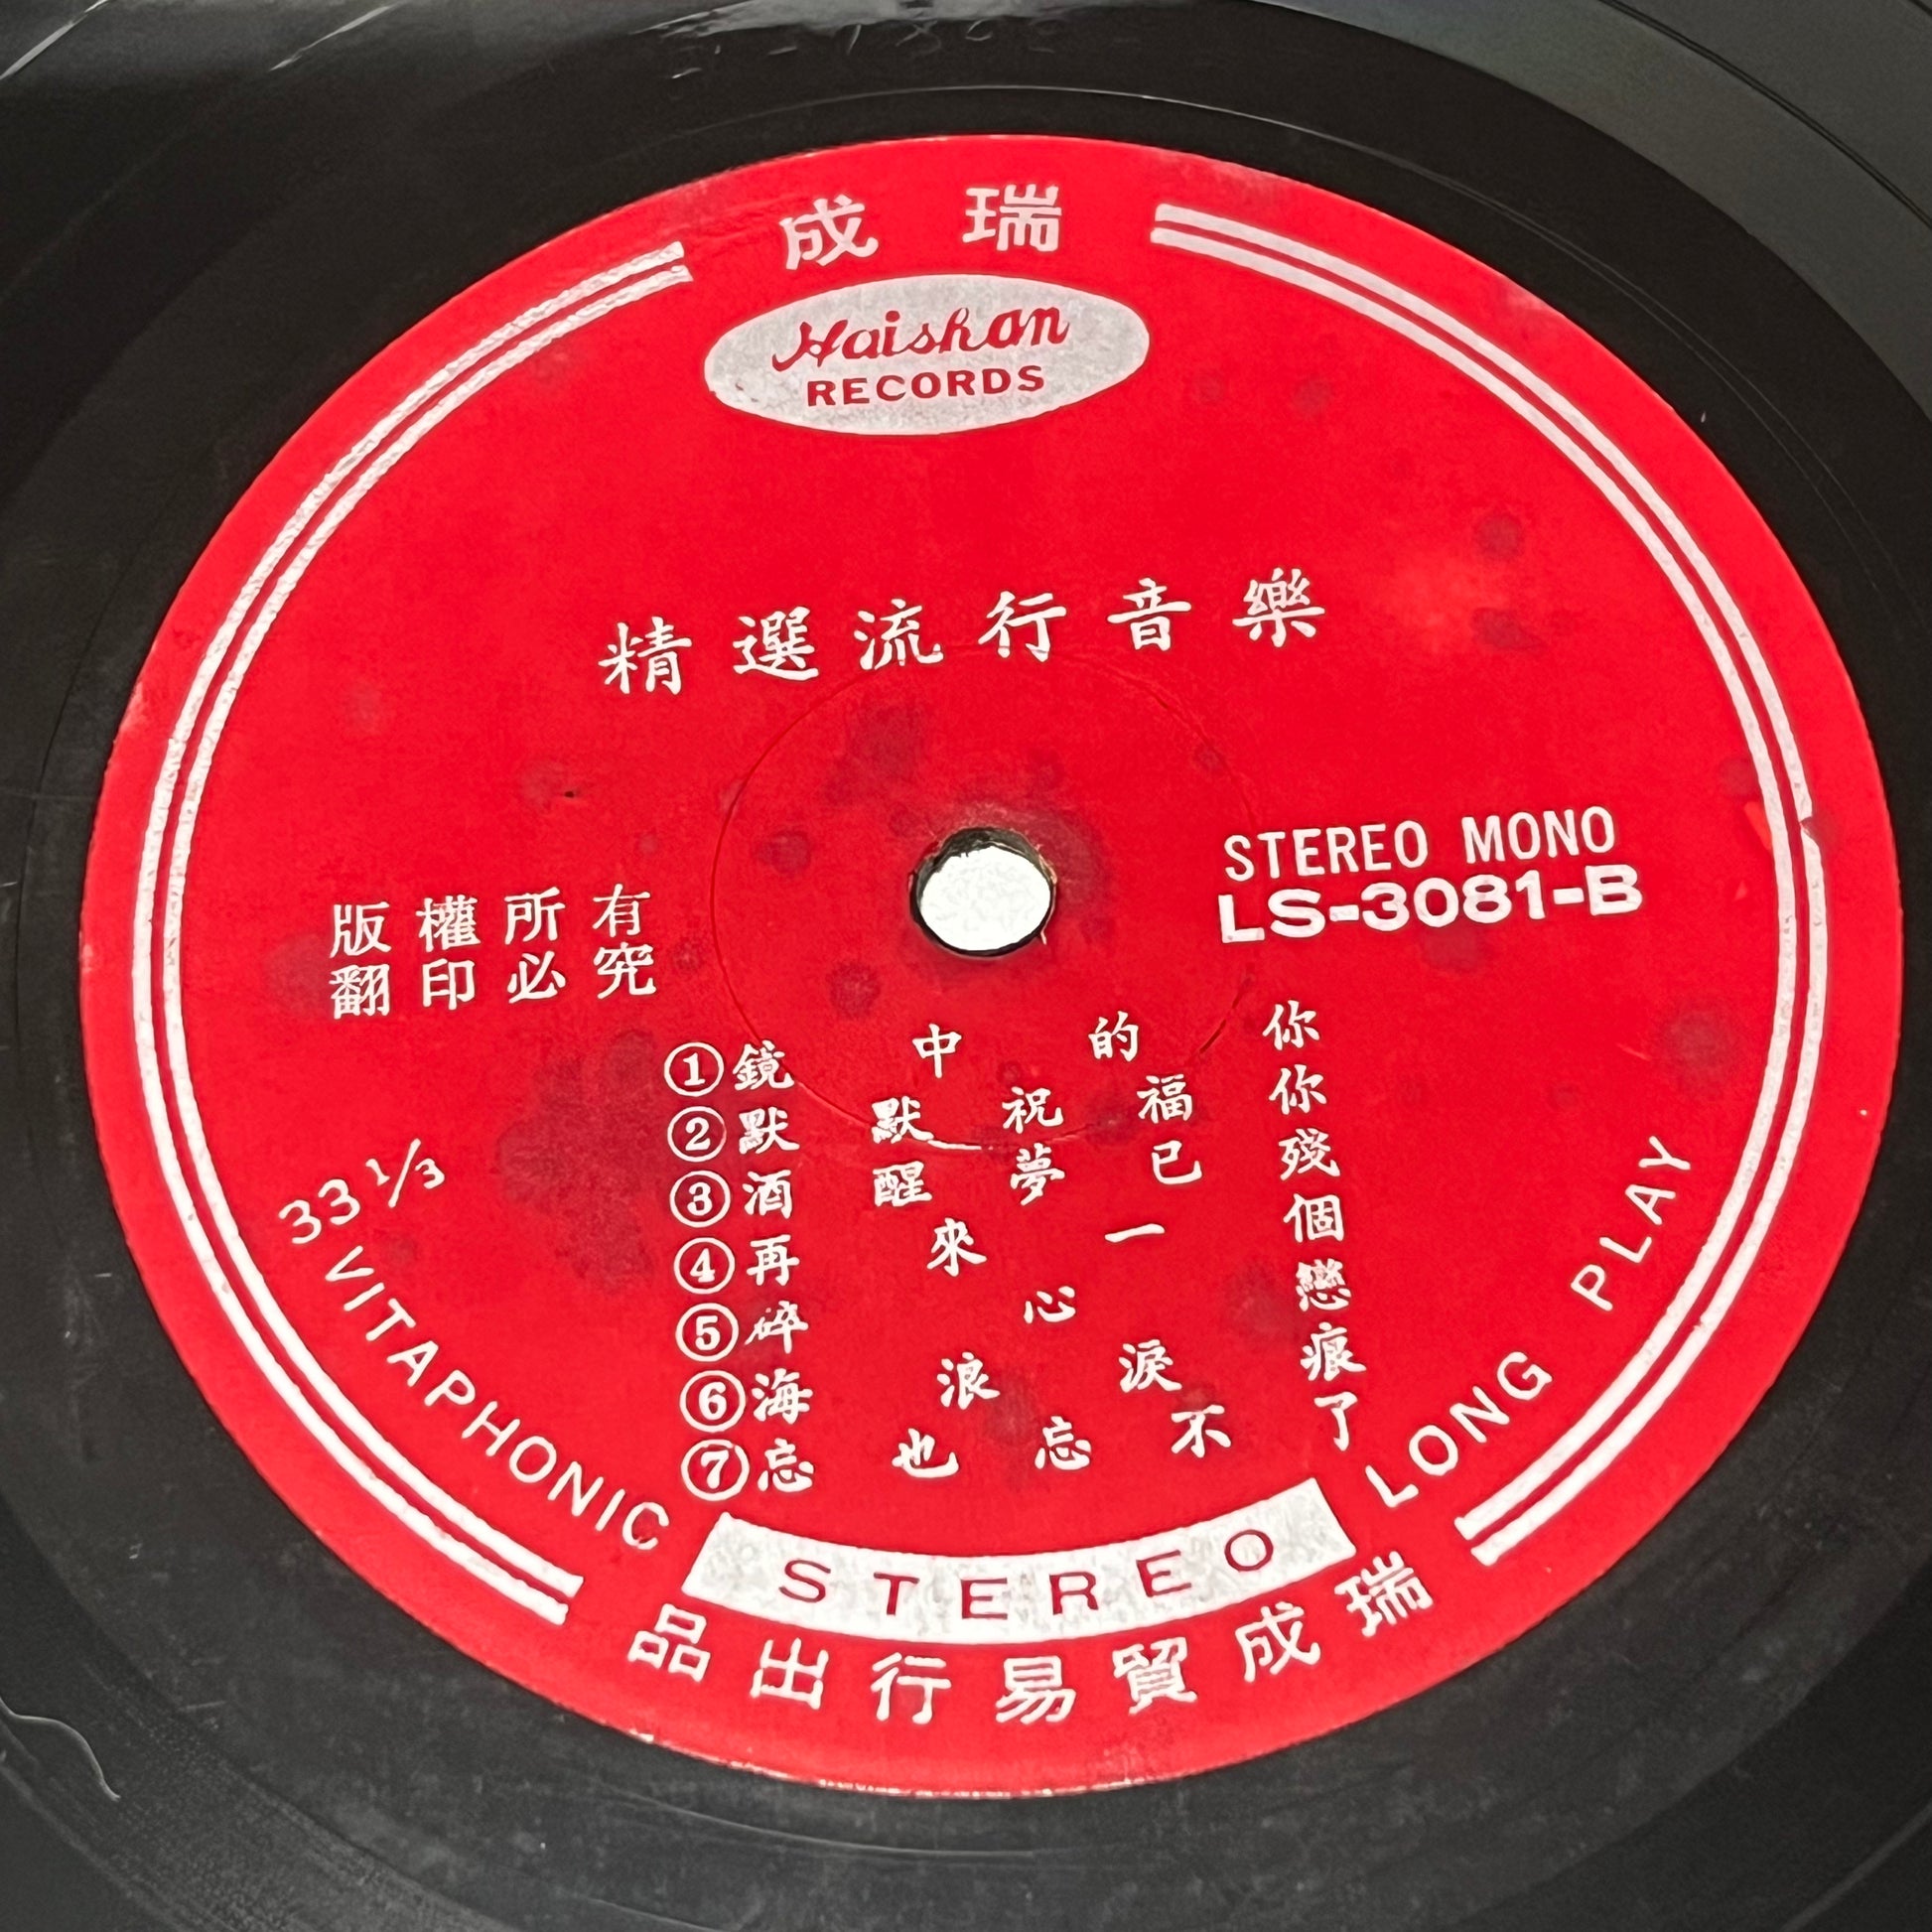 成 瑞
Haishan
RECORDS
精選流行音樂
STEREO MONO
LS-3081-B
版權所有
翻印必究
①鏡中的你
②默默祝福你
③酒醒夢已殘
④再來一個
⑤碎心戀
⑥海浪淚痕
⑦忘也忘不了
33 1/3 VITAPHONIC
STEREO
LONG PLAY
品出行易貿成瑞